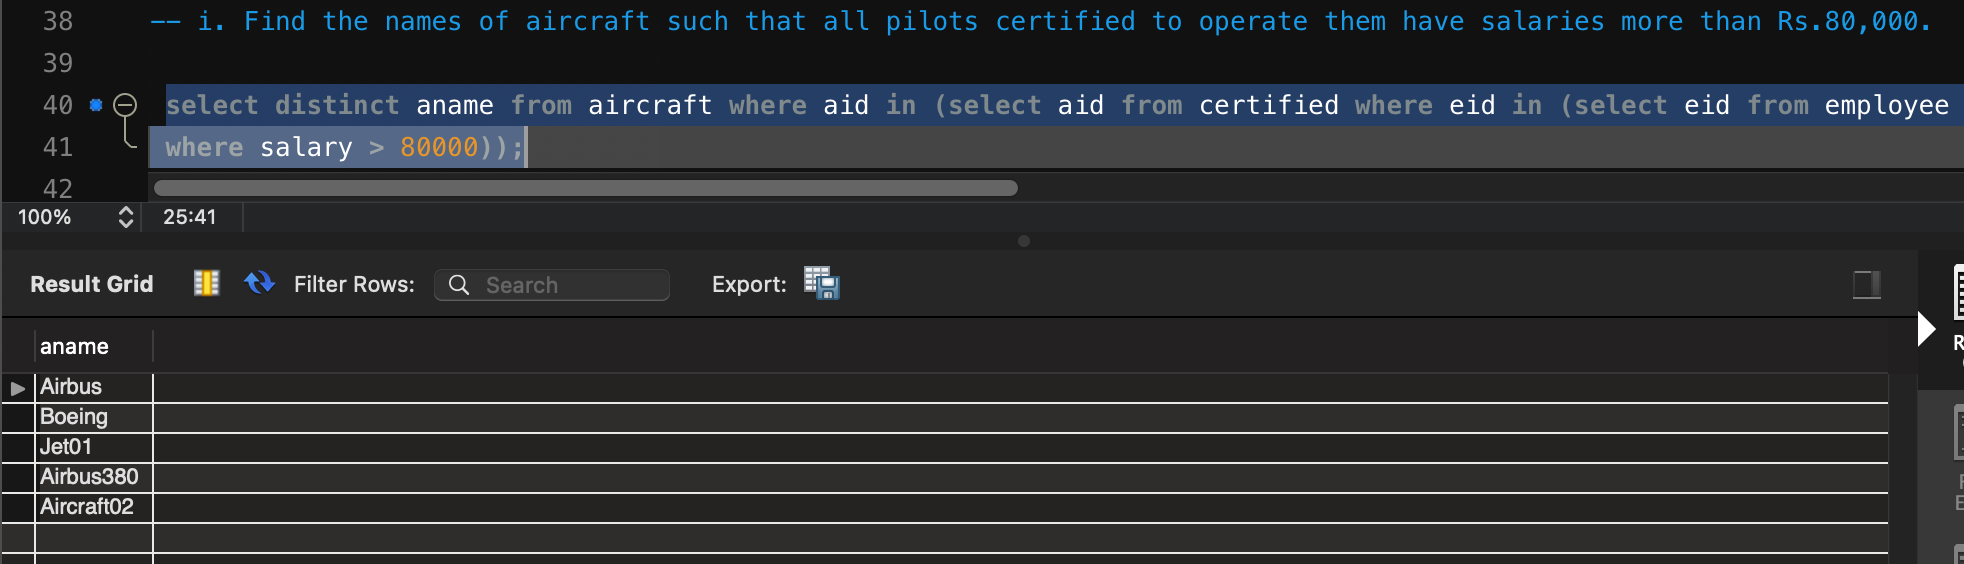 38 -- i. Find the names of aircraft such that all pilots certified to operate them have salaries more than Rs.80,000.
39
40 select distinct aname from aircraft where aid in (select aid from certified where eid in (select eid from employee
41 where salary > 80000));
42
100% 25:41
Result Grid Filter Rows: Search Export:
aname
Airbus
Boeing
Jet01
Airbus380
Aircraft02